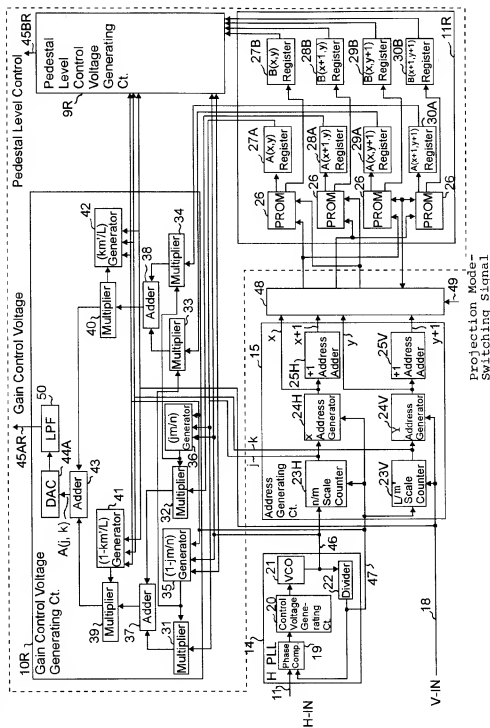 45BR
Pedestal Level Control
Pedestal
Level
Control
Voltage
Generating
Ct.
9R
Gain Control Voltage
45AR
10R
Gain Control Voltage
Generating Ct.
50
LPF
DAC
44A
A(j, k)
Adder
43
40
Multiplier
(km'/L)
Generator
42
39
Multiplier
(1-km'/L)
Generator
41
Adder
38
37
Adder
Multiplier
33
Multiplier
34
(jm/n)
Generator
36
Multiplier
32
35
(1-jm/n)
Generator
31
Multiplier
11R
27B
B(x,y)
Register
28B
B(x+1,y)
Register
29B
B(x,y+1)
Register
30B
B(x+1,y+1)
Register
27A
A(x,y)
Register
28A
A(x+1,y)
Register
29A
A(x,y+1)
Register
30A
A(x+1,y+1)
Register
26
PROM
26
PROM
26
PROM
26
PROM
48
49
Projection Mode-
Switching Signal
15
x
x+1
y
y+1
+1
Address
Adder
25H
+1
Address
Adder
25V
24H
x
Address
Generator
24V
Y
Address
Generator
Address
Generating
Ct.
j
k
23H
n/m
Scale
Counter
23V
L/m'
Scale
Counter
46
47
14
H PLL
Phase
Comp.
19
20
Control
Voltage
Gene-
rating
Ct.
21
VCO
22
Divider
11
H-IN
18
V-IN